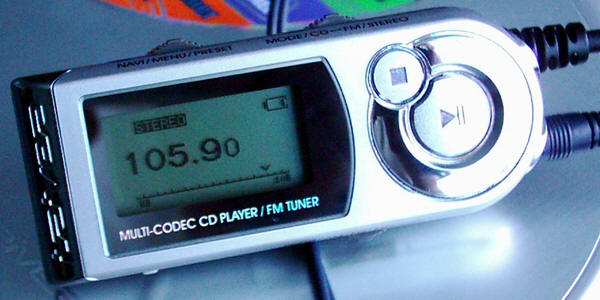 NAVI/MENU/PRESET
MODE/CD↔FM/STEREO
STEREO
105.90
MULTI-CODEC CD PLAYER / FM TUNER